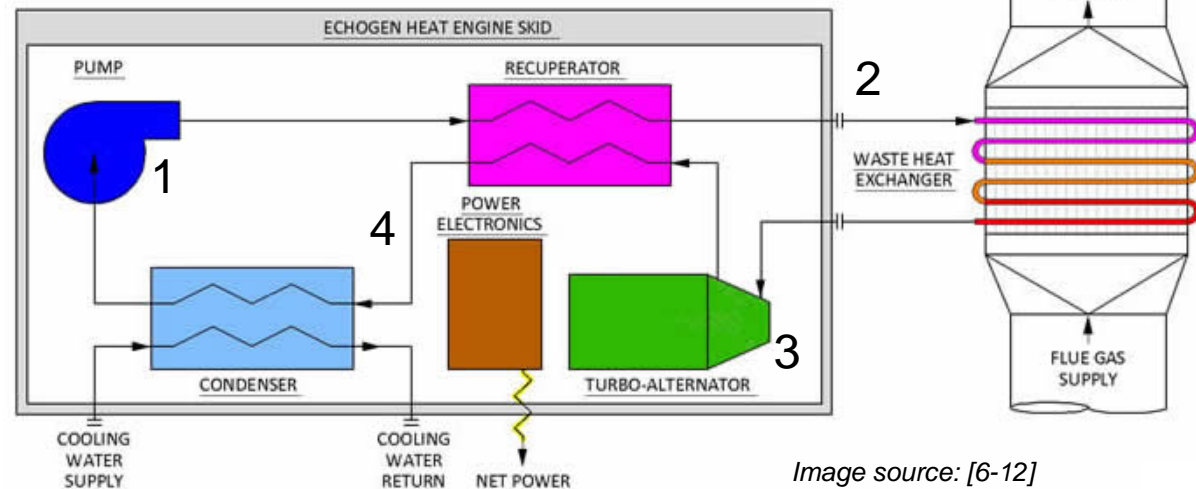 ECHOGEN HEAT ENGINE SKID
PUMP
RECUPERATOR
2
1
WASTE HEAT
EXCHANGER
4
POWER
ELECTRONICS
3
CONDENSER
TURBO-ALTERNATOR
FLUE GAS
SUPPLY
COOLING
WATER
SUPPLY
COOLING
WATER
RETURN
NET POWER
Image source: [6-12]